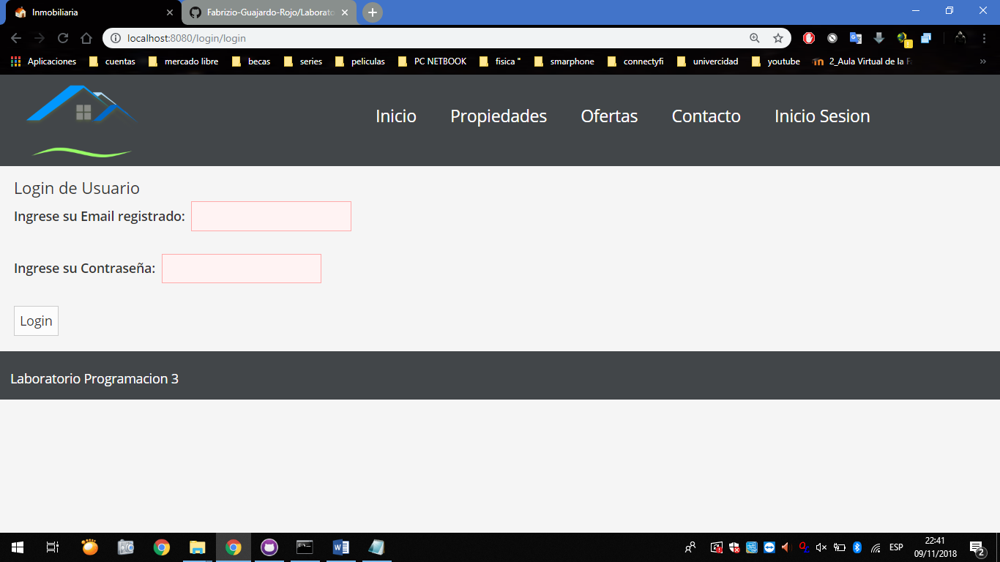 Inmobiliaria
Fabrizio-Guajardo-Rojo/Laborato
localhost:8080/login/login
Aplicaciones cuentas mercado libre becas series peliculas PC NETBOOK fisica " smarphone connectyfi univercidad youtube 2_Aula Virtual de la Fa »
Inicio Propiedades Ofertas Contacto Inicio Sesion
Login de Usuario
Ingrese su Email registrado:
Ingrese su Contraseña:
Login
Laboratorio Programacion 3
ESP
22:41
09/11/2018
2